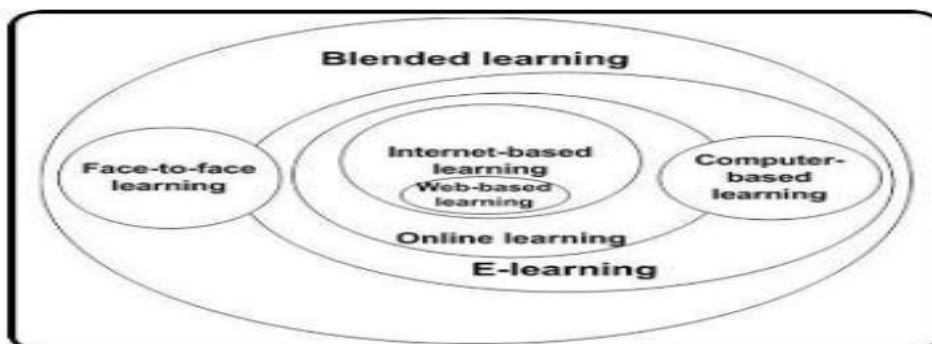 Blended learning
Face-to-face
learning
Internet-based
learning
Web-based
learning
Computer-
based
learning
Online learning
E-learning